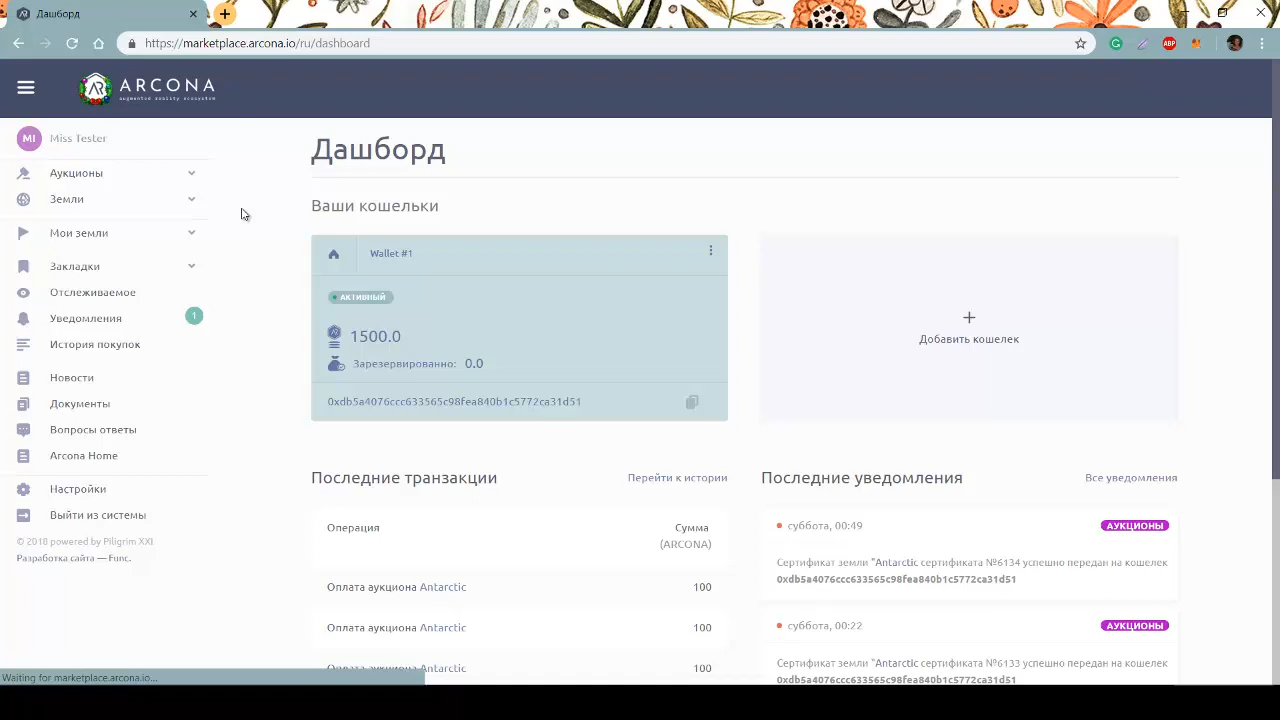 Дашборд
https://marketplace.arcona.io/ru/dashboard
ABP
ARCONA
augmented reality ecosystem
MI Miss Tester
Аукционы
Земли
Мои земли
Закладки
Отслеживаемое
Уведомления 1
История покупок
Новости
Документы
Вопросы ответы
Arcona Home
Настройки
Выйти из системы
© 2018 powered by Piligrim XXI
Разработка сайта — Func.
Дашборд
Ваши кошельки
Wallet #1
АКТИВНЫЙ
1500.0
Зарезервированно: 0.0
0xdb5a4076ccc633565c98fea840b1c5772ca31d51
+
Добавить кошелек
Последние транзакции Перейти к истории
Операция Сумма
(ARCONA)
Оплата аукциона Antarctic 100
Оплата аукциона Antarctic 100
Оплата аукциона Antarctic 100
Последние уведомления Все уведомления
суббота, 00:49 АУКЦИОНЫ
Сертификат земли "Antarctic сертификата №6134 успешно передан на кошелек
0xdb5a4076ccc633565c98fea840b1c5772ca31d51
суббота, 00:22 АУКЦИОНЫ
Сертификат земли "Antarctic сертификата №6133 успешно передан на кошелек
0xdb5a4076ccc633565c98fea840b1c5772ca31d51
Waiting for marketplace.arcona.io...